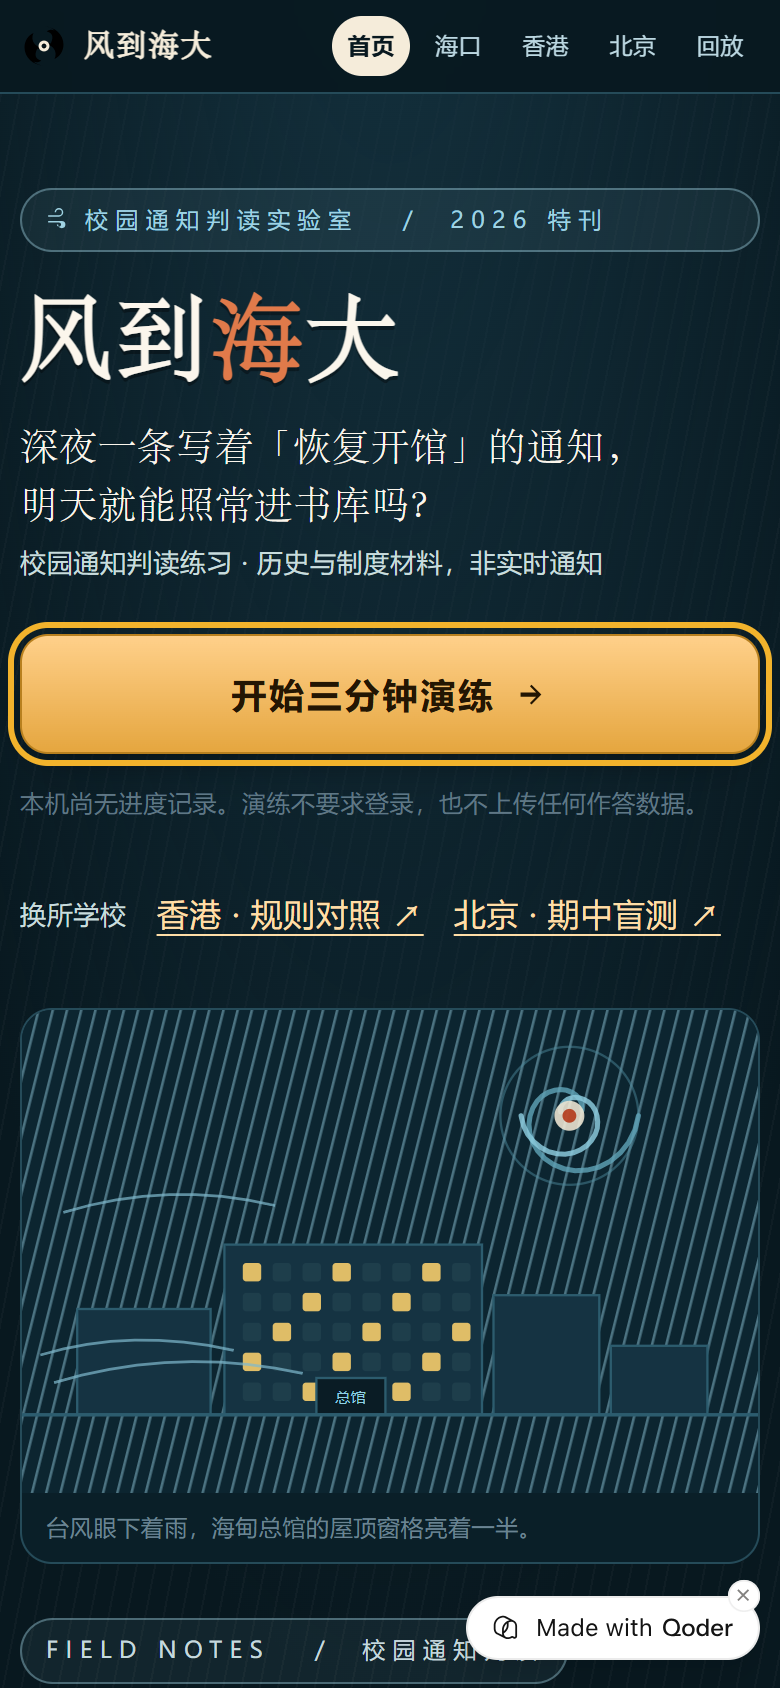 风到海大
首页 海口 香港 北京 回放
校园通知判读实验室 / 2026 特刊
风到海大
深夜一条写着「恢复开馆」的通知，
明天就能照常进书库吗?
校园通知判读练习 · 历史与制度材料，非实时通知
开始三分钟演练 →
本机尚无进度记录。演练不要求登录，也不上传任何作答数据。
换所学校 香港 · 规则对照 ↗ 北京 · 期中盲测 ↗
总馆
台风眼下着雨，海甸总馆的屋顶窗格亮着一半。
Made with Qoder
FIELD NOTES / 校园通知